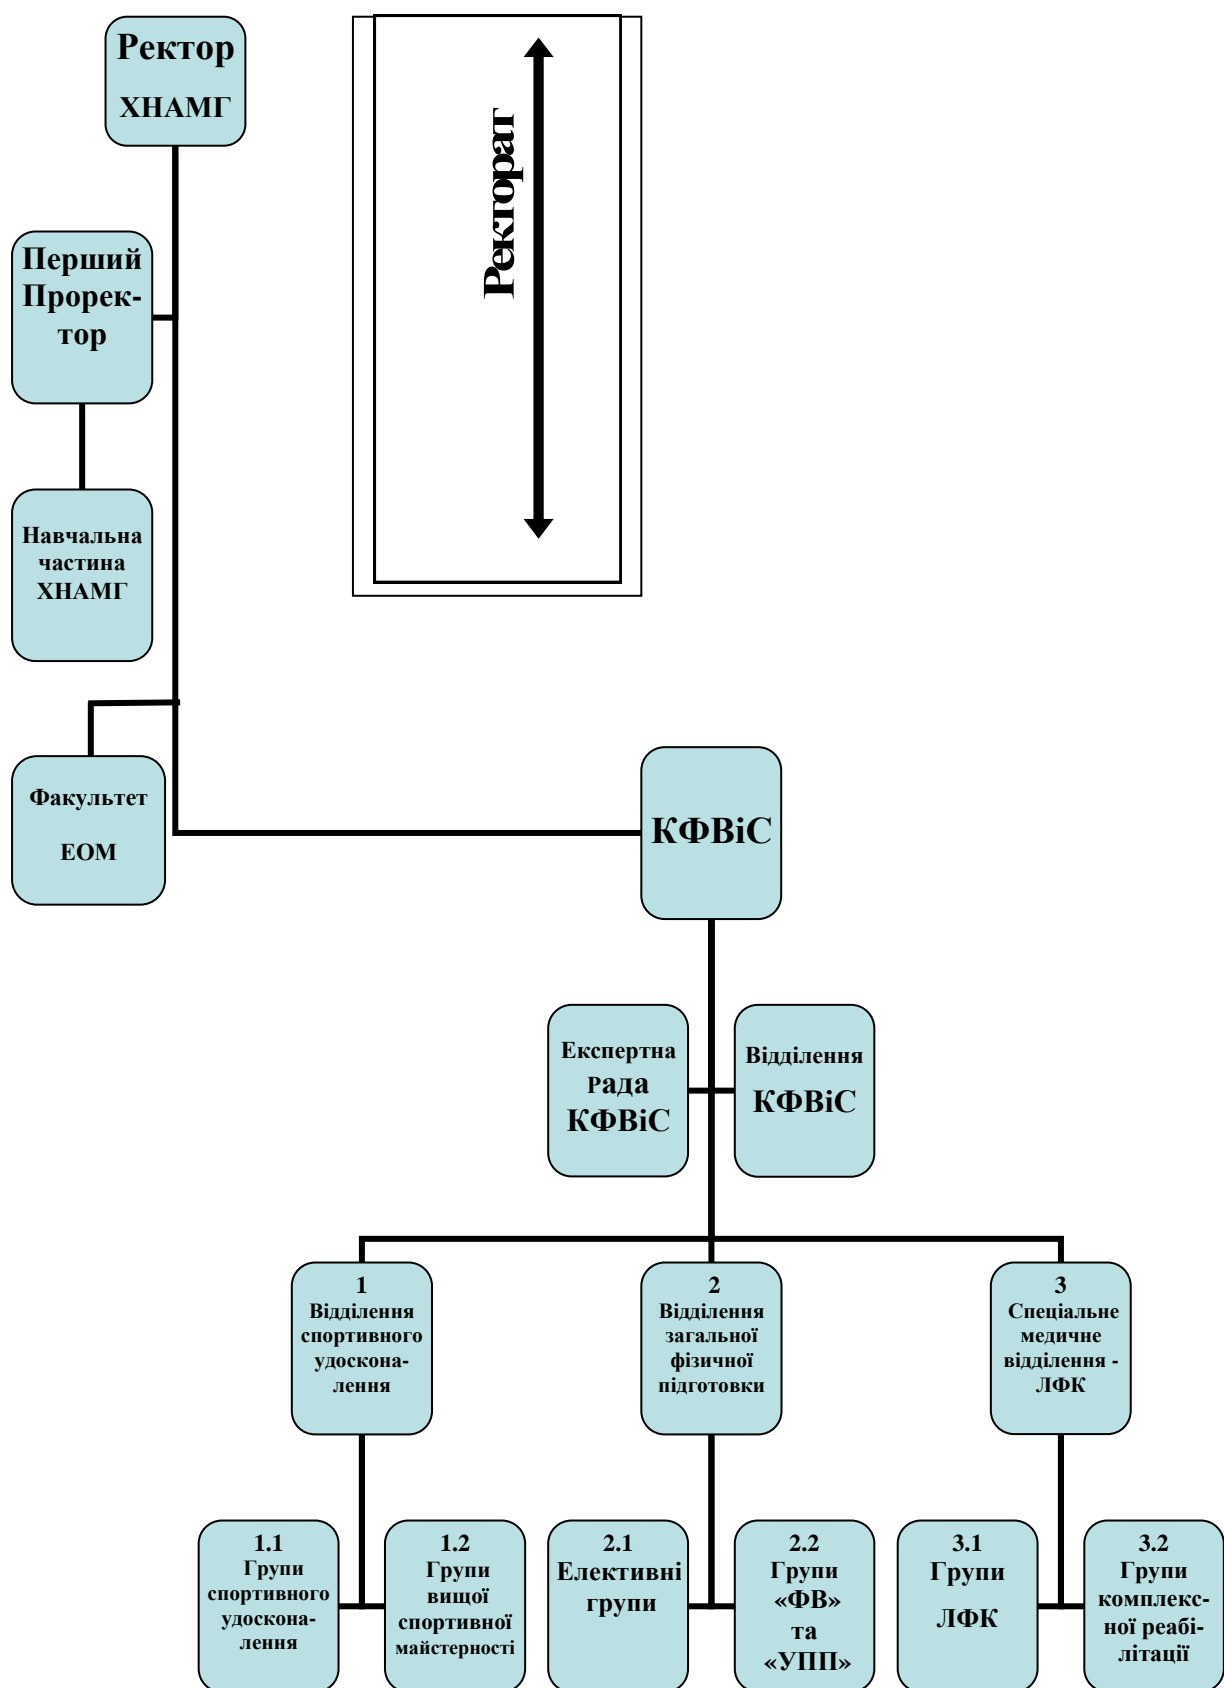 Ректор
ХНАМГ
Ректорат
Перший
Прорек-
тор
Навчальна
частина
ХНАМГ
Факультет
ЕОМ
КФВіС
Експертна
Рада
КФВіС
Відділення
КФВіС
1
Відділення
спортивного
удоскона-
лення
2
Відділення
загальної
фізичної
підготовки
3
Спеціальне
медичне
відділення -
ЛФК
1.1
Групи
спортивного
удоскона-
лення
1.2
Групи
вищої
спортивної
майстерності
2.1
Елективні
групи
2.2
Групи
«ФВ»
та
«УПП»
3.1
Групи
ЛФК
3.2
Групи
комплекс-
ної реабі-
літації